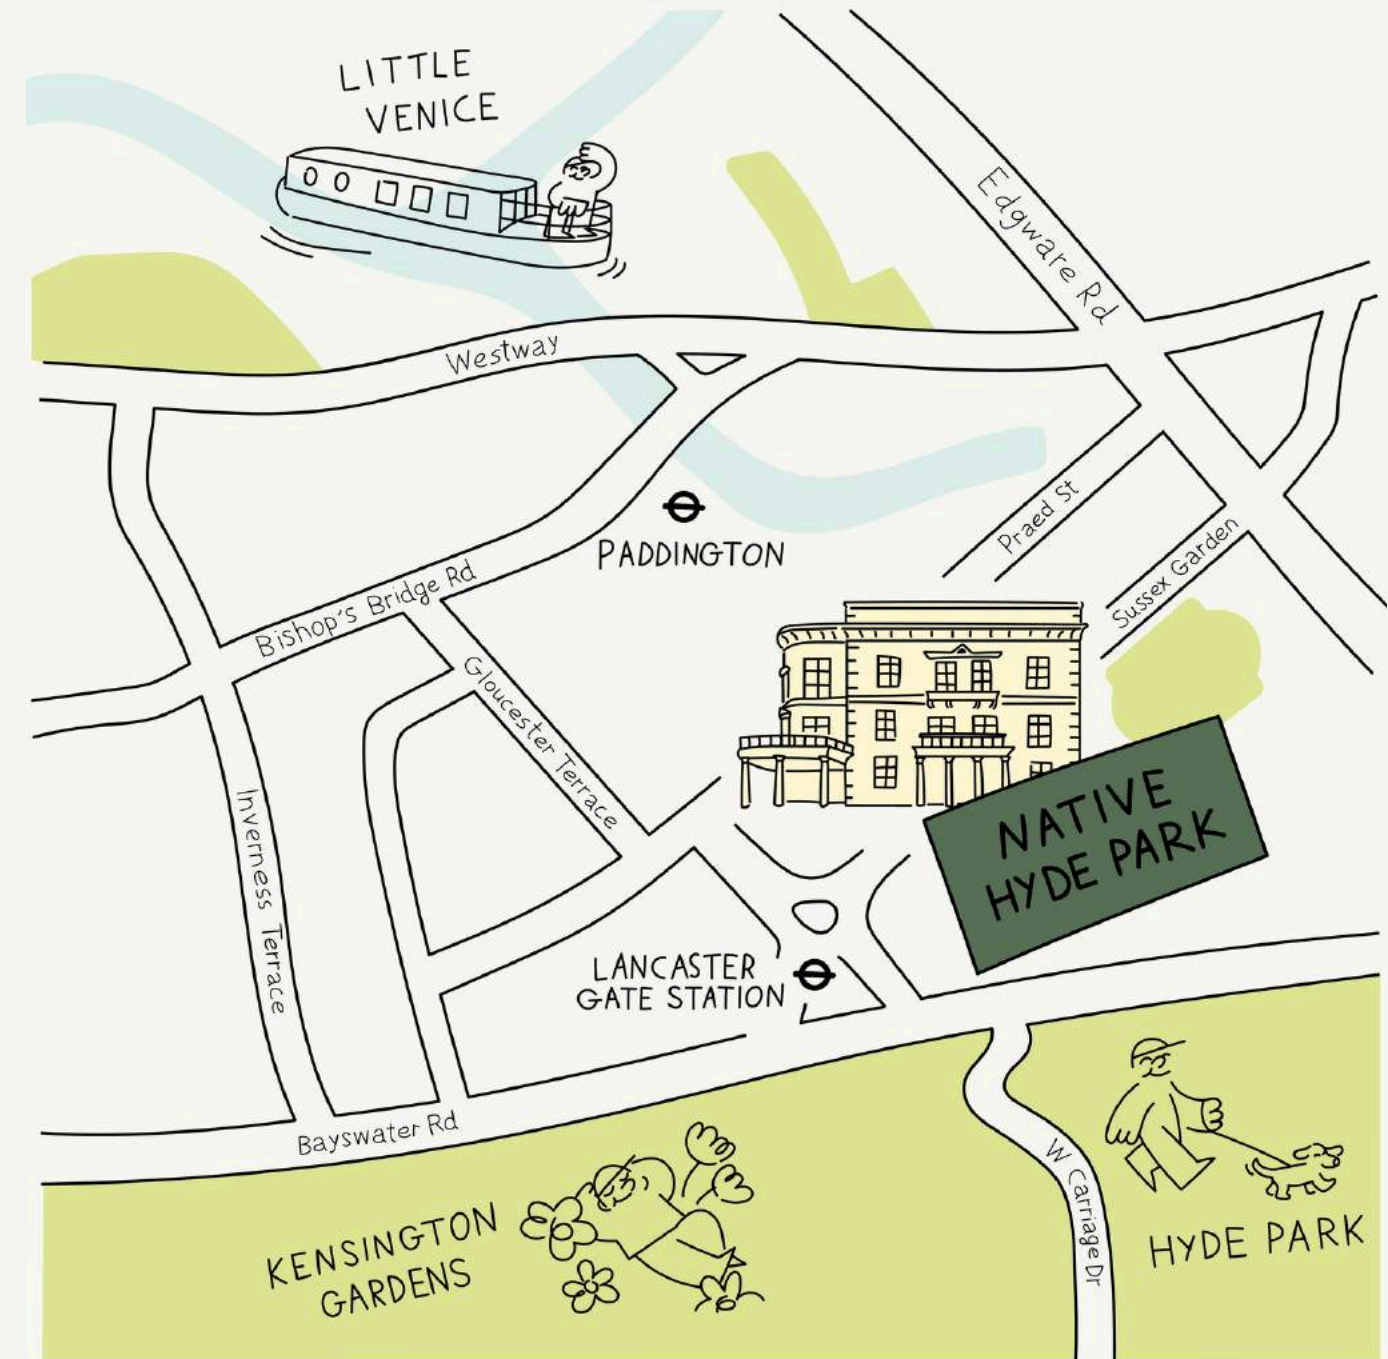 LITTLE
VENICE
Edgware Rd
Westway
Praed St
PADDINGTON
Sussex Garden
Bishop's Bridge Rd
Gloucester Terrace
Inverness Terrace
NATIVE
HYDE PARK
LANCASTER
GATE STATION
Bayswater Rd
W Carriage Dr
KENSINGTON
GARDENS
HYDE PARK